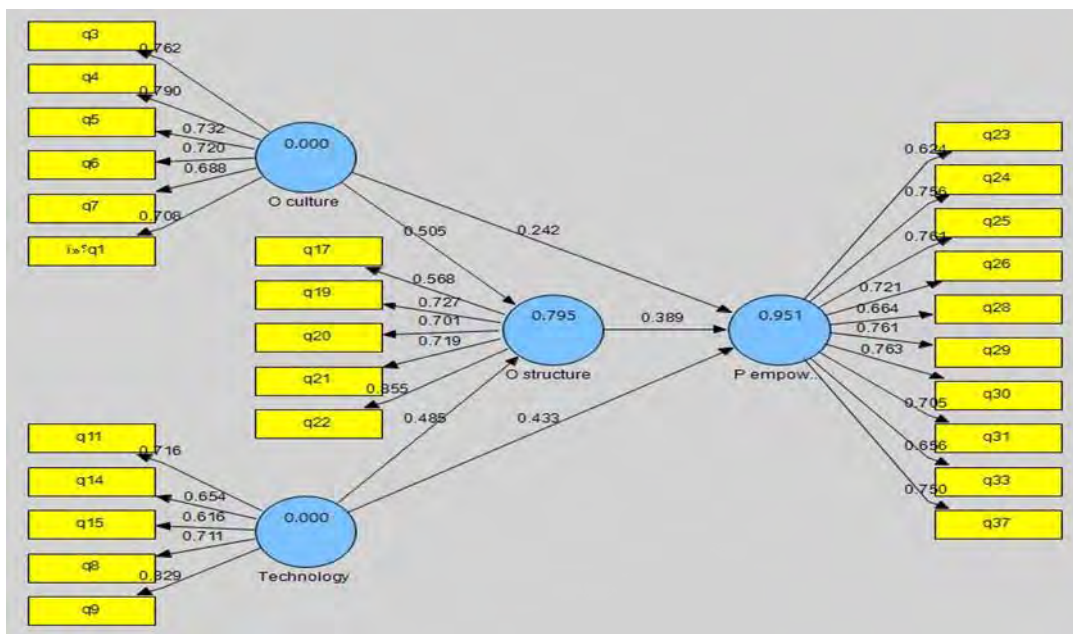 q3
0.762
q4
0.790
q5
0.732
q6
0.720
q7
0.688
ï»؟q1
0.708
0.000
O culture
0.505
0.242
q17
0.568
q19
0.727
q20
0.701
q21
0.719
q22
0.855
0.795
O structure
0.389
0.485
0.433
q11
0.716
q14
0.654
q15
0.616
q8
0.711
q9
0.829
0.000
Technology
0.951
P empow...
q23
0.624
q24
0.756
q25
0.761
q26
0.721
q28
0.664
q29
0.761
q30
0.763
q31
0.705
q33
0.656
q37
0.750